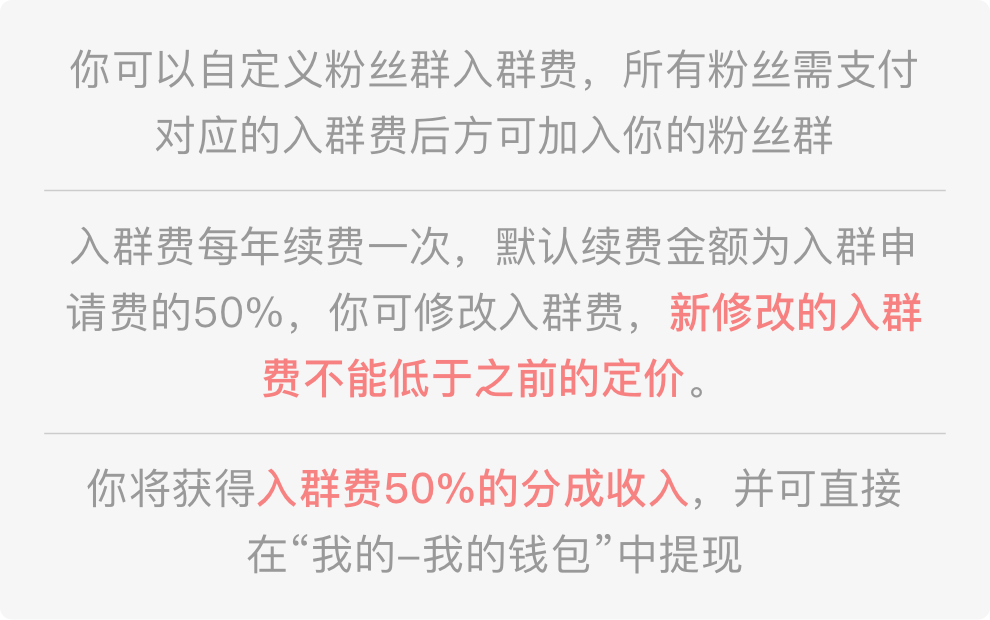 你可以自定义粉丝群入群费，所有粉丝需支付
对应的入群费后方可加入你的粉丝群
入群费每年续费一次，默认续费金额为入群申
请费的50%，你可修改入群费，新修改的入群
费不能低于之前的定价。
你将获得入群费50%的分成收入，并可直接
在“我的–我的钱包”中提现